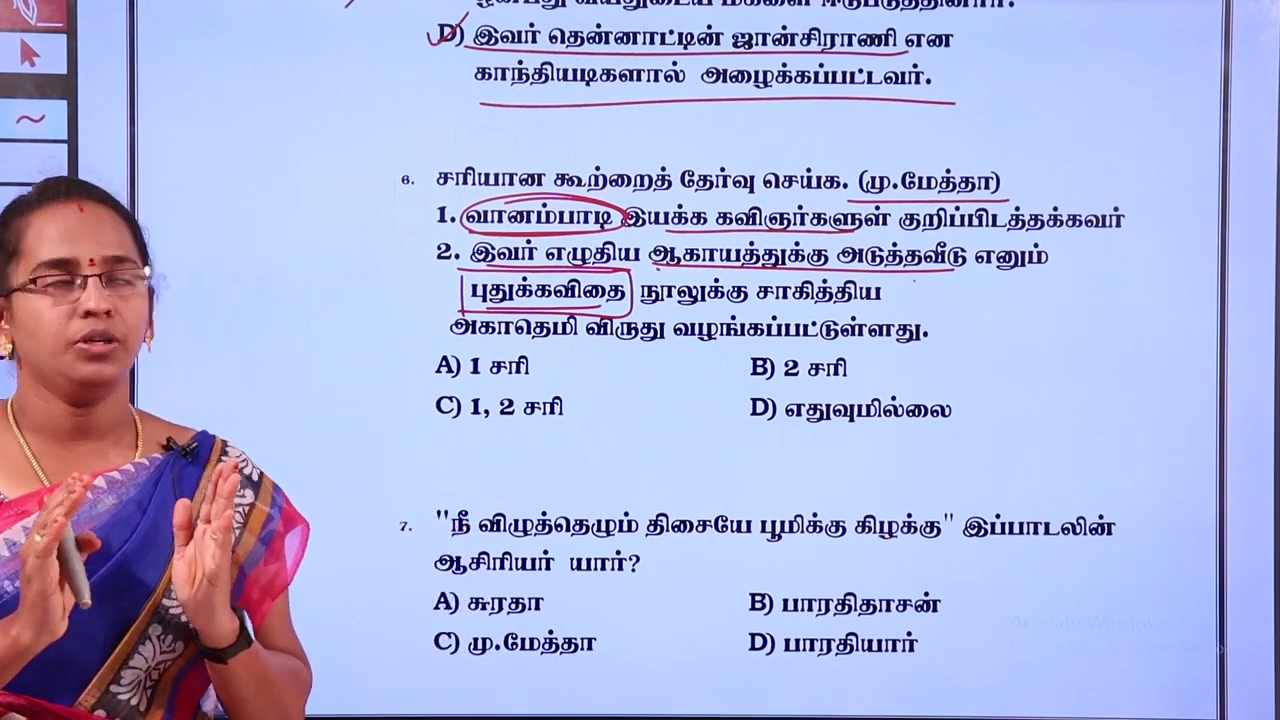 D) இவர் தென்னாட்டின் ஜான்சிராணி என
காந்தியடிகளால் அழைக்கப்பட்டவர்.
6. சரியான கூற்றைத் தேர்வு செய்க. (மு.மேத்தா)
1. வானம்பாடி இயக்க கவிஞர்களுள் குறிப்பிடத்தக்கவர்
2. இவர் எழுதிய ஆகாயத்துக்கு அடுத்தவீடு எனும்
புதுக்கவிதை நூலுக்கு சாகித்திய
அகாதெமி விருது வழங்கப்பட்டுள்ளது.
A) 1 சரி B) 2 சரி
C) 1, 2 சரி D) எதுவுமில்லை
7. "நீ விழுத்தெழும் திசையே பூமிக்கு கிழக்கு" இப்பாடலின்
ஆசிரியர் யார்?
A) சுரதா B) பாரதிதாசன்
C) மு.மேத்தா D) பாரதியார்
Activate Windows